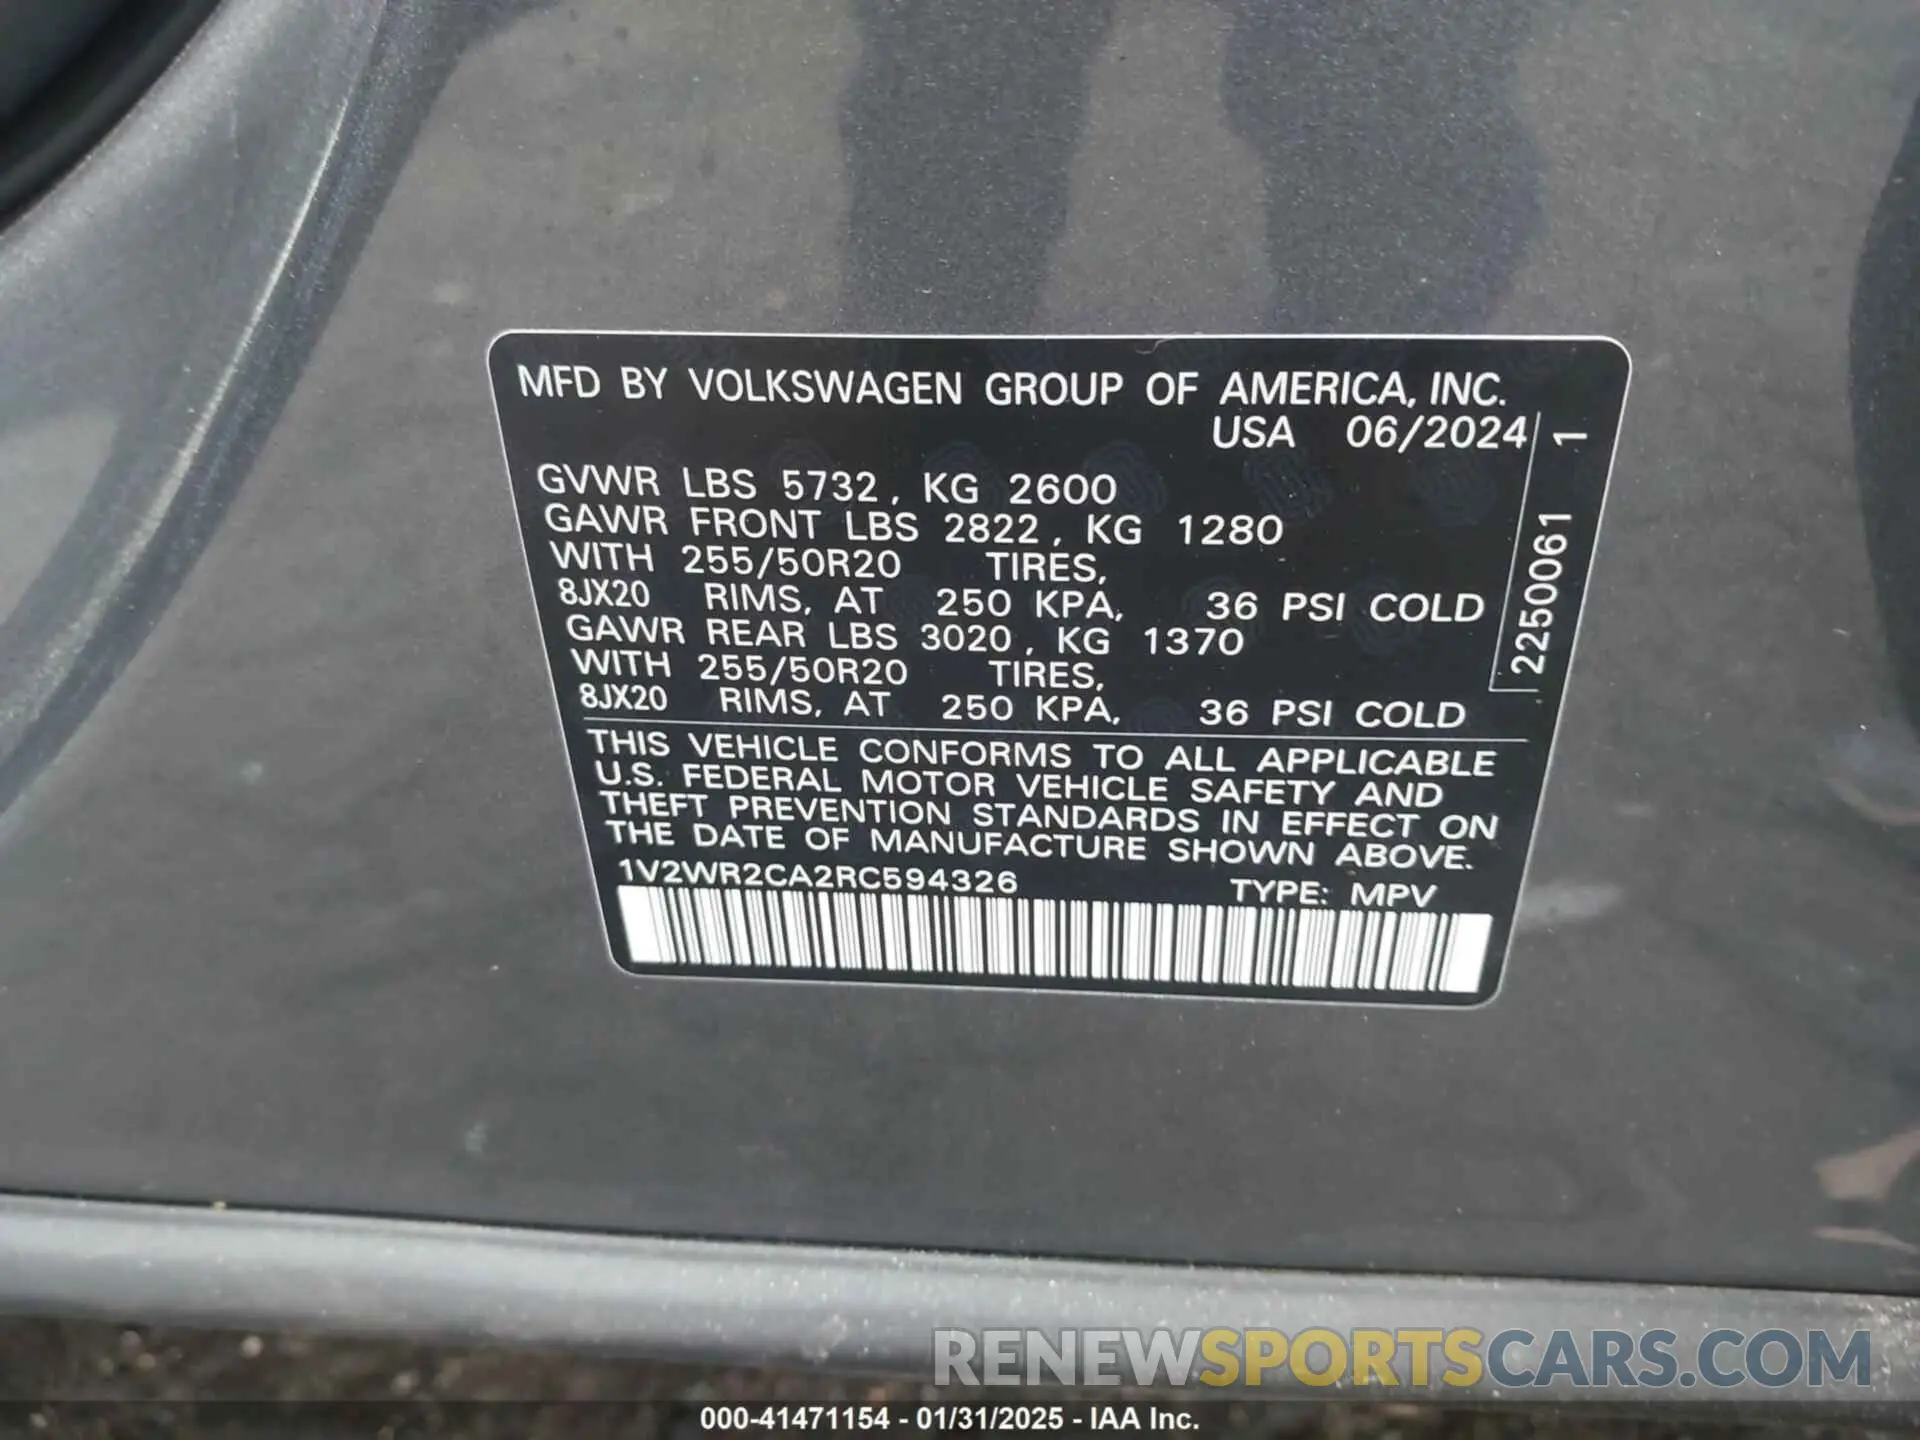 MFD BY VOLKSWAGEN GROUP OF AMERICA, INC.
USA 06/2024
GVWR LBS 5732, KG 2600
GAWR FRONT LBS 2822, KG 1280
WITH 255/50R20 TIRES,
8JX20 RIMS, AT 250 KPA, 36 PSI COLD
GAWR REAR LBS 3020, KG 1370
WITH 255/50R20 TIRES,
8JX20 RIMS, AT 250 KPA, 36 PSI COLD
2250061 1
THIS VEHICLE CONFORMS TO ALL APPLICABLE
U.S. FEDERAL MOTOR VEHICLE SAFETY AND
THEFT PREVENTION STANDARDS IN EFFECT ON
THE DATE OF MANUFACTURE SHOWN ABOVE.
1V2WR2CA2RC594326 TYPE: MPV
RENEWSPORTSCARS.COM
000-41471154 - 01/31/2025 - IAA Inc.